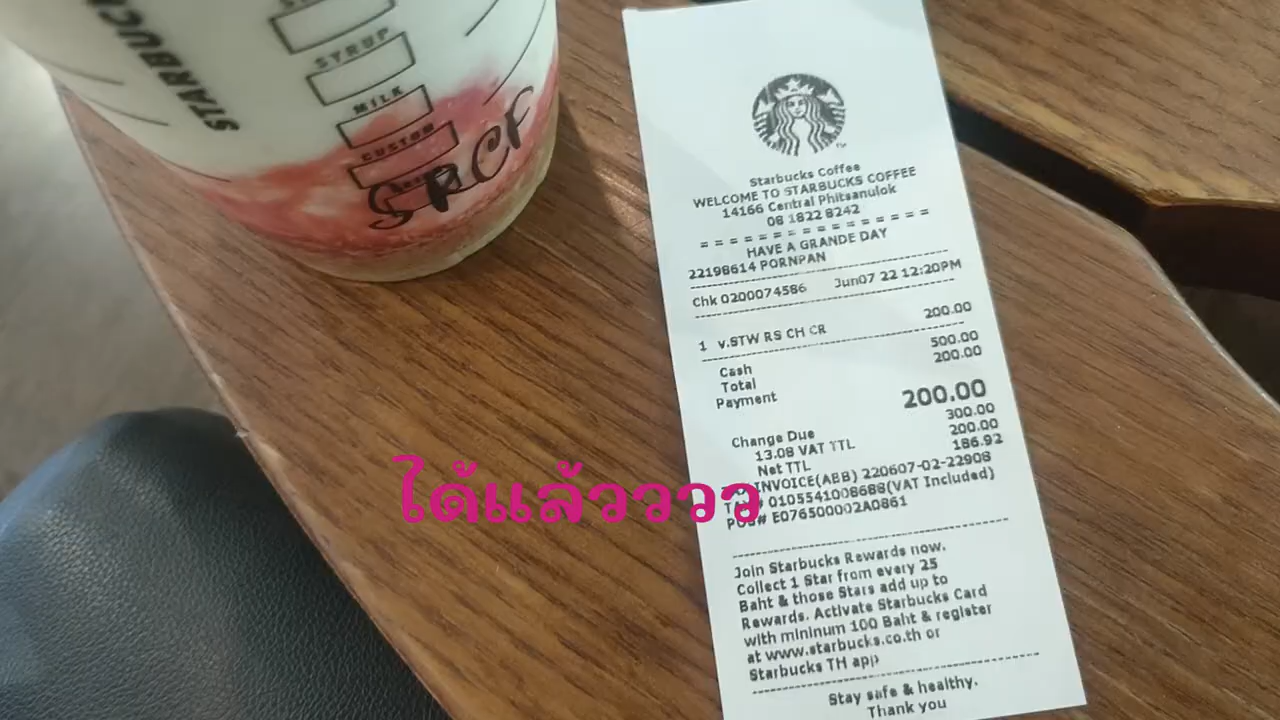 STARBUCKS
SYRUP
MILK
CUSTOM
SRCF
Starbucks Coffee
WELCOME TO STARBUCKS COFFEE
14166 Central Phitsanulok
08 1822 8242
= = = = = = = = = = = = = = = =
HAVE A GRANDE DAY
22198614 PORNPAN
Chk 0200074586 Jun07 22 12:20PM
1 v.STW RS CH CR 200.00
Cash 500.00
Total 200.00
Payment 200.00
Change Due 300.00
13.08 VAT TTL 200.00
Net TTL 186.92
INVOICE(ABB) 220607-02-22908
0105541008688(VAT Included)
POS# E076500002A0861
ได้แล้วววว
Join Starbucks Rewards now.
Collect 1 Star from every 25
Baht & those Stars add up to
Rewards. Activate Starbucks Card
with mininum 100 Baht & register
at www.starbucks.co.th or
Starbucks TH app
Stay safe & healthy.
Thank you